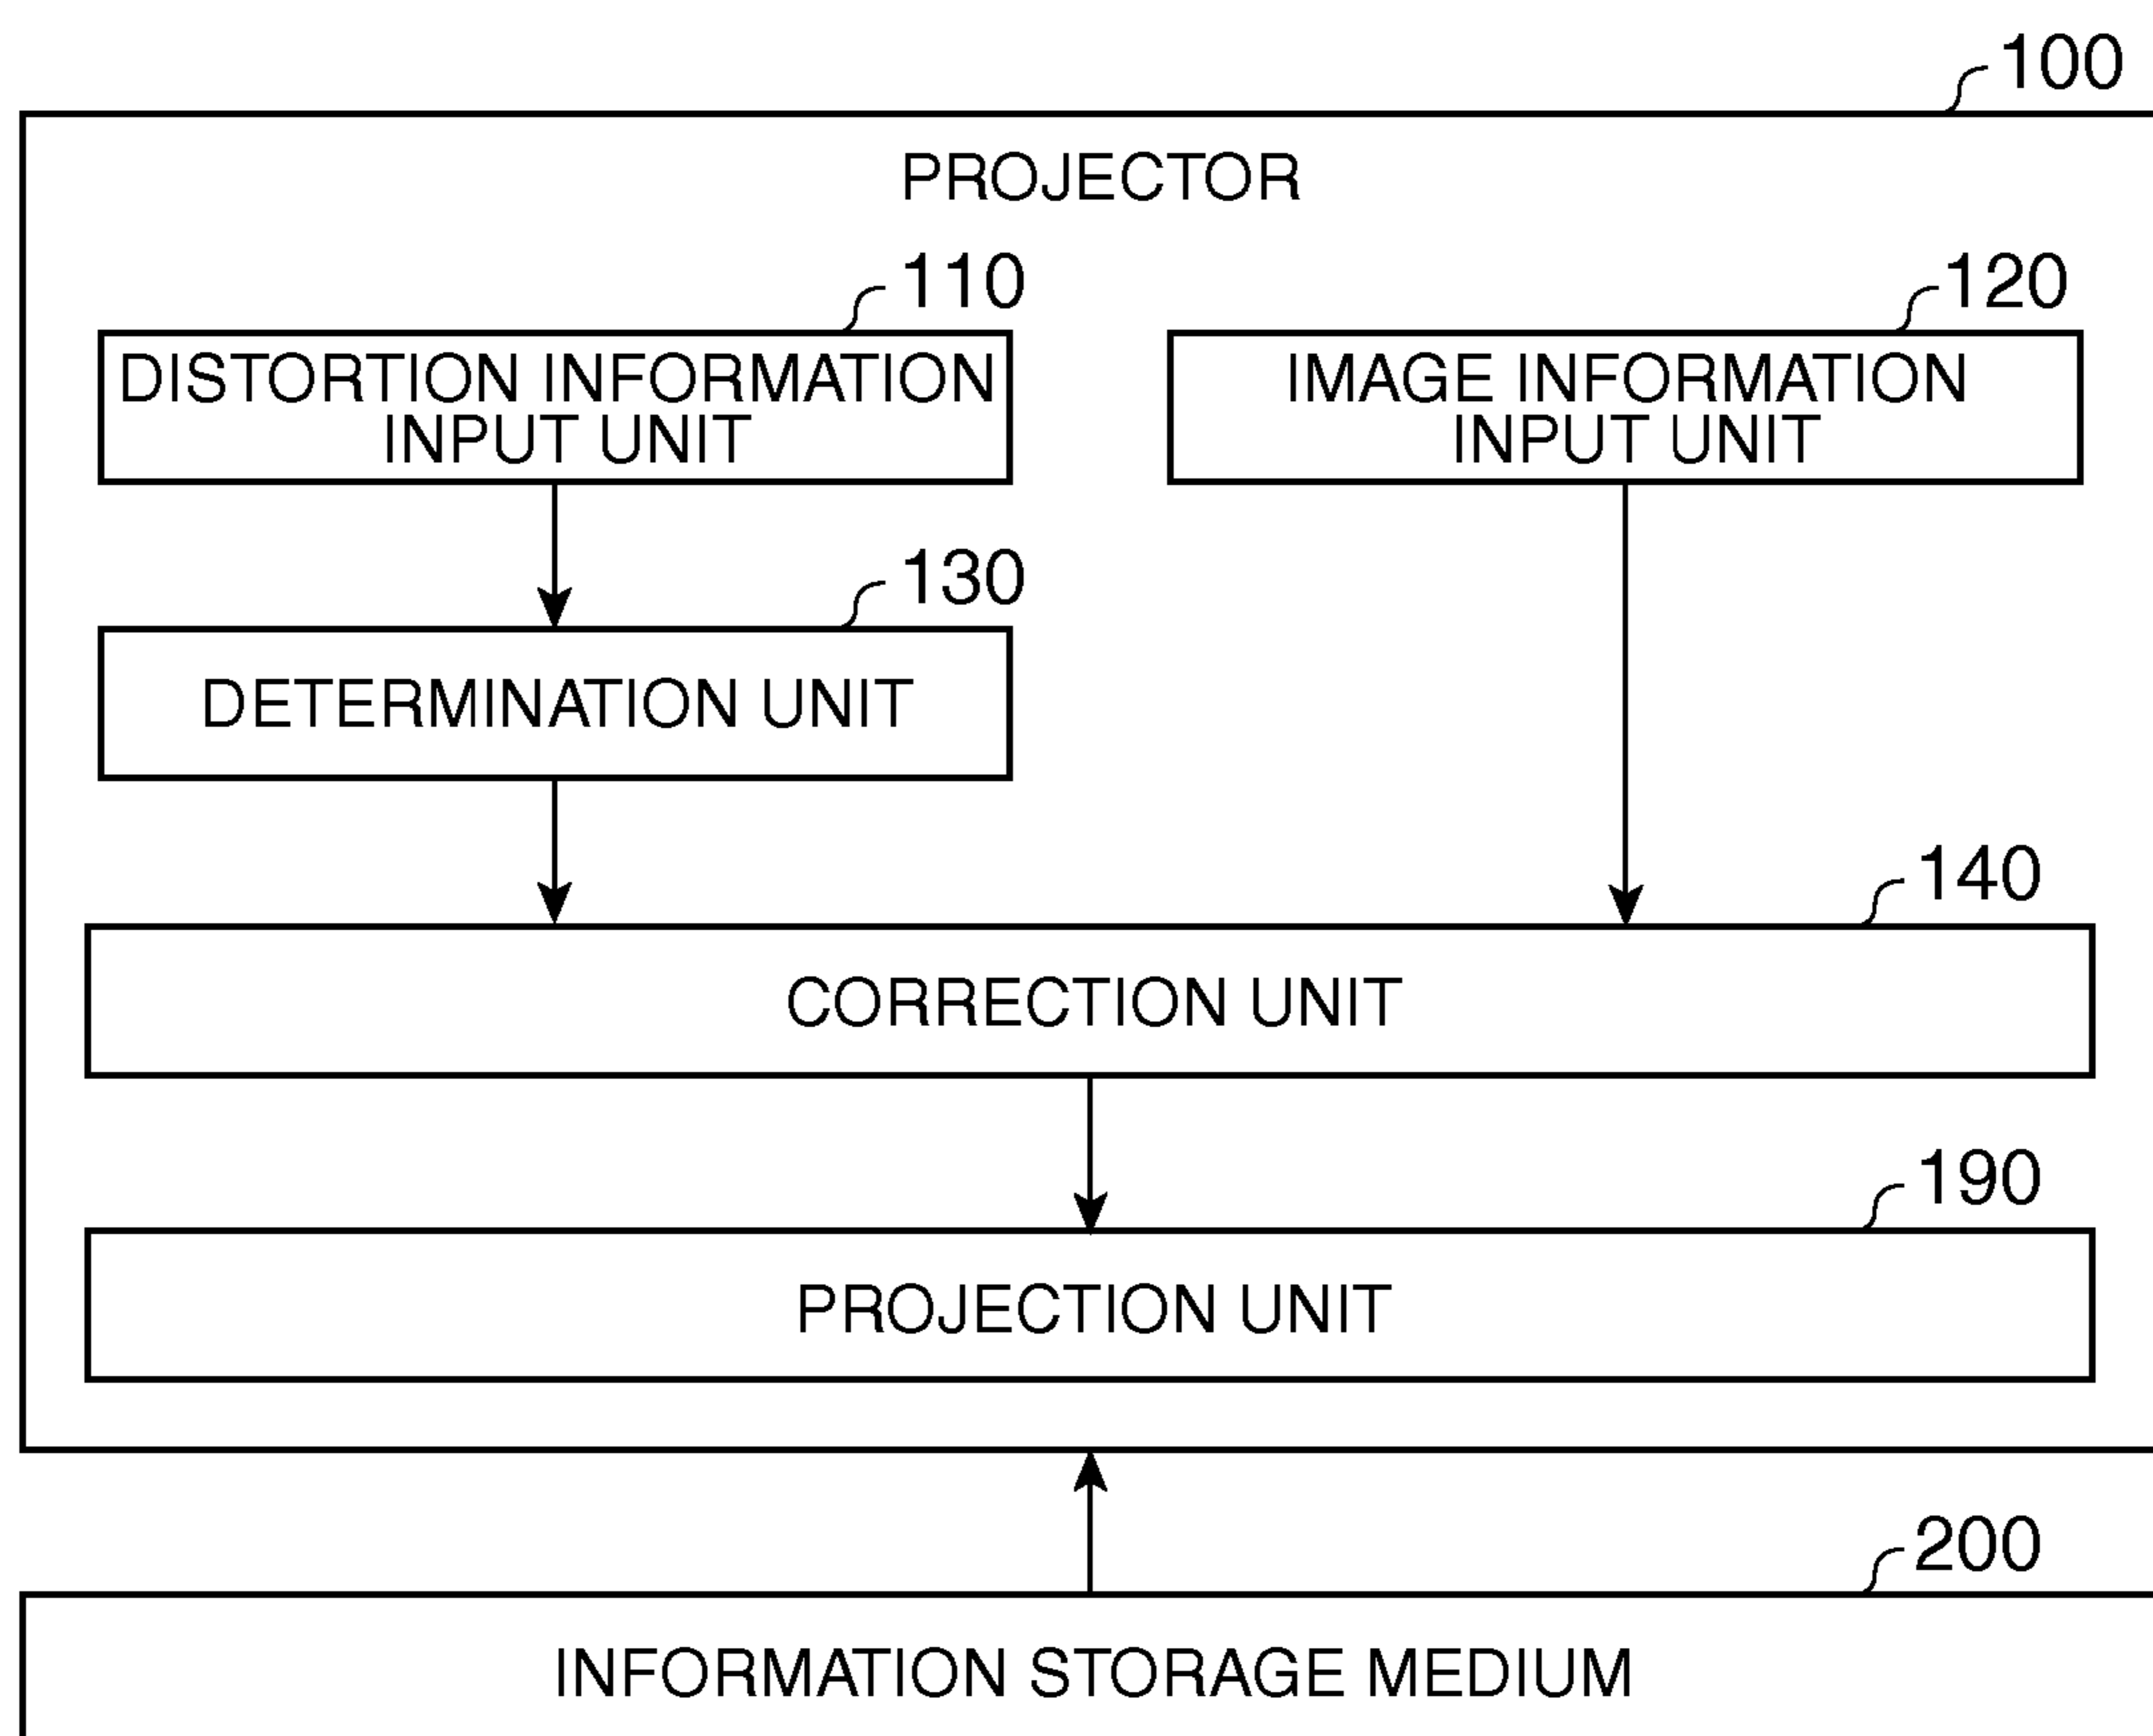 100
PROJECTOR
110
120
DISTORTION INFORMATION
INPUT UNIT
IMAGE INFORMATION
INPUT UNIT
130
DETERMINATION UNIT
140
CORRECTION UNIT
190
PROJECTION UNIT
200
INFORMATION STORAGE MEDIUM